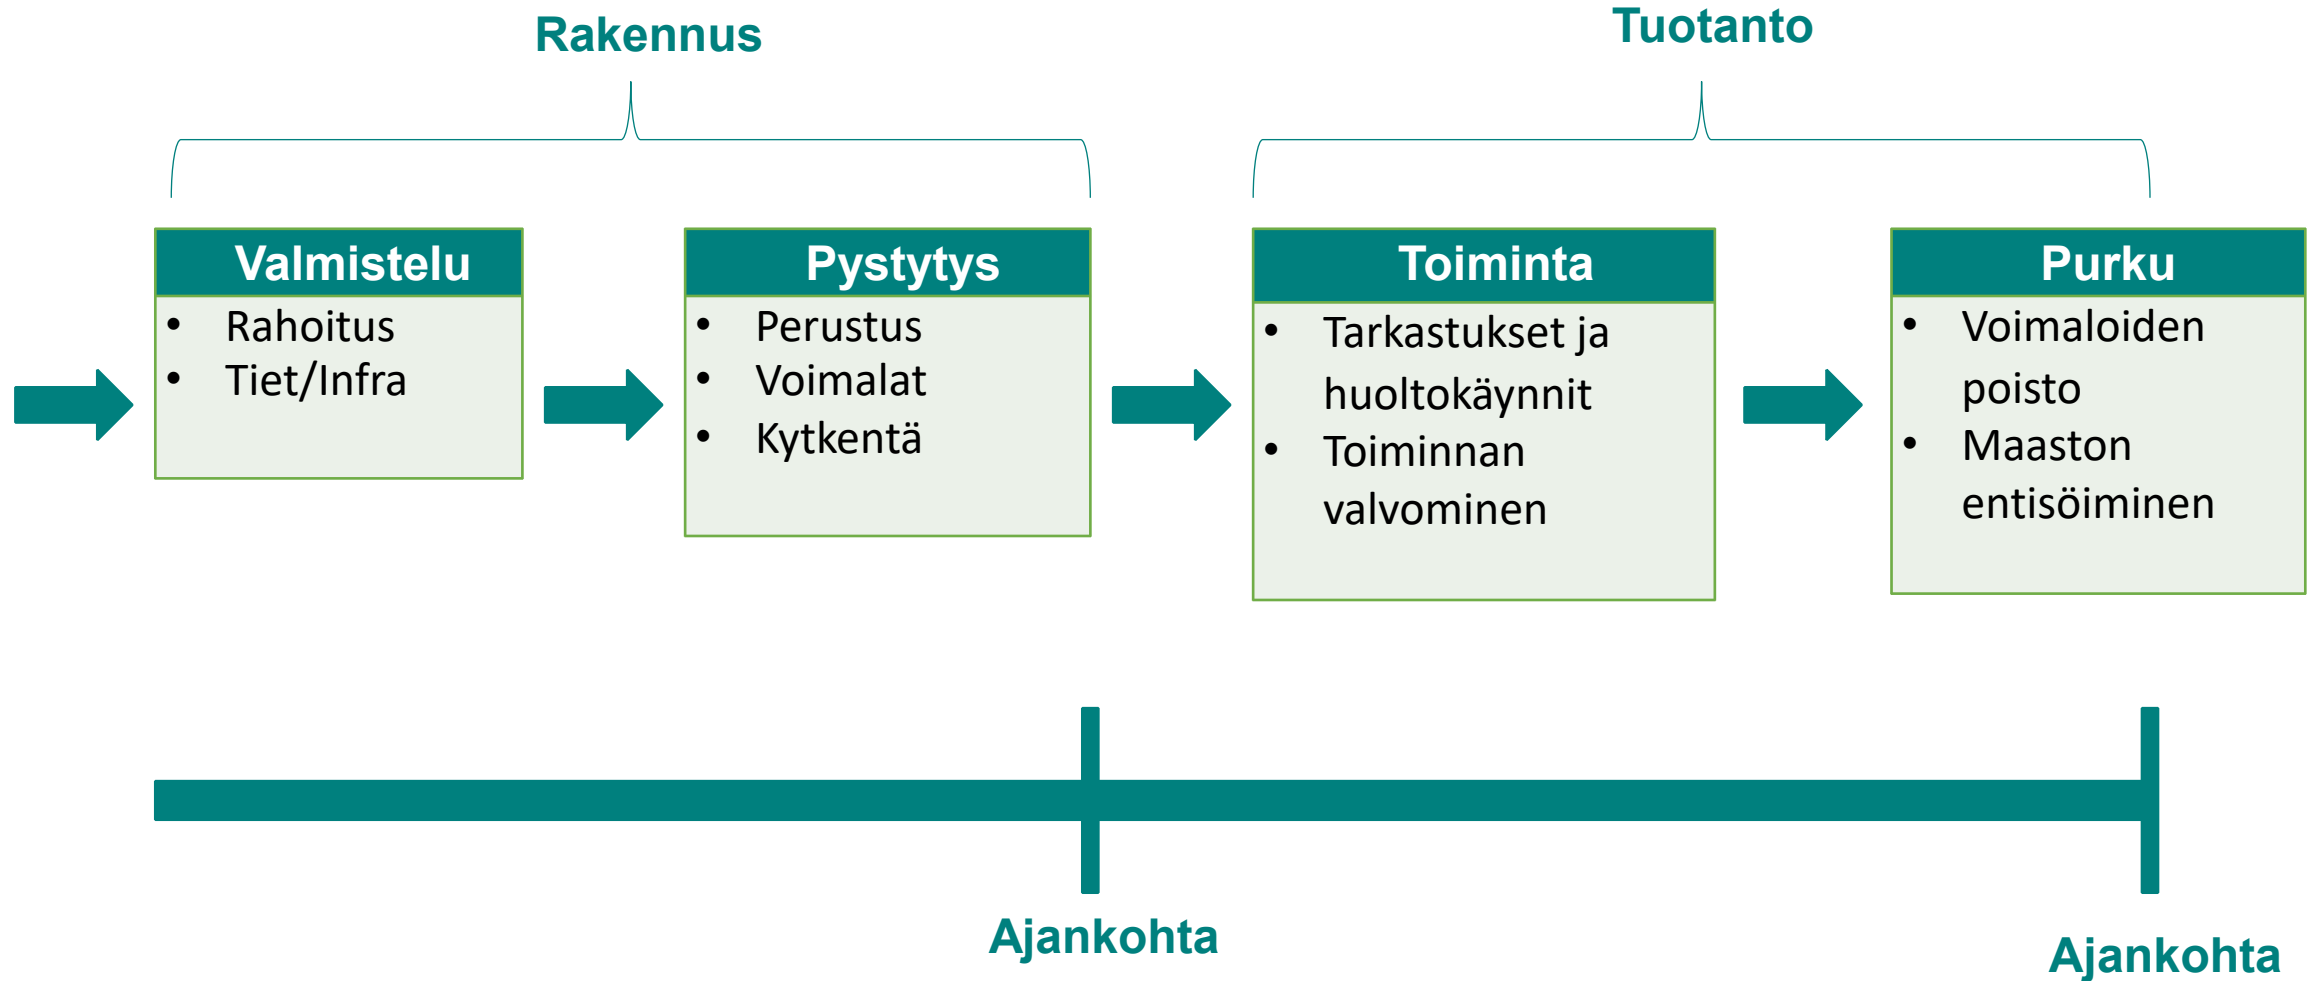 Rakennus
Tuotanto
Valmistelu
• Rahoitus
• Tiet/Infra
Pystytys
• Perustus
• Voimalat
• Kytkentä
Toiminta
• Tarkastukset ja
huoltokäynnit
• Toiminnan
valvominen
Purku
• Voimaloiden
poisto
• Maaston
entisöiminen
Ajankohta
Ajankohta